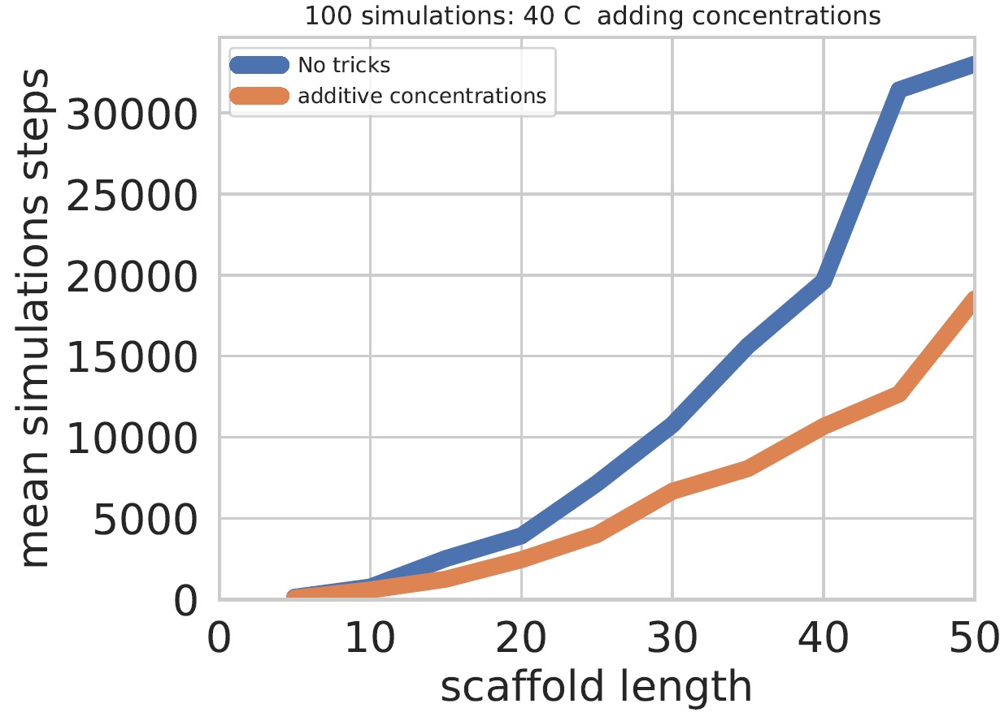 100 simulations: 40 C  adding concentrations
No tricks
additive concentrations
mean simulations steps
30000
25000
20000
15000
10000
5000
0
0 10 20 30 40 50
scaffold length